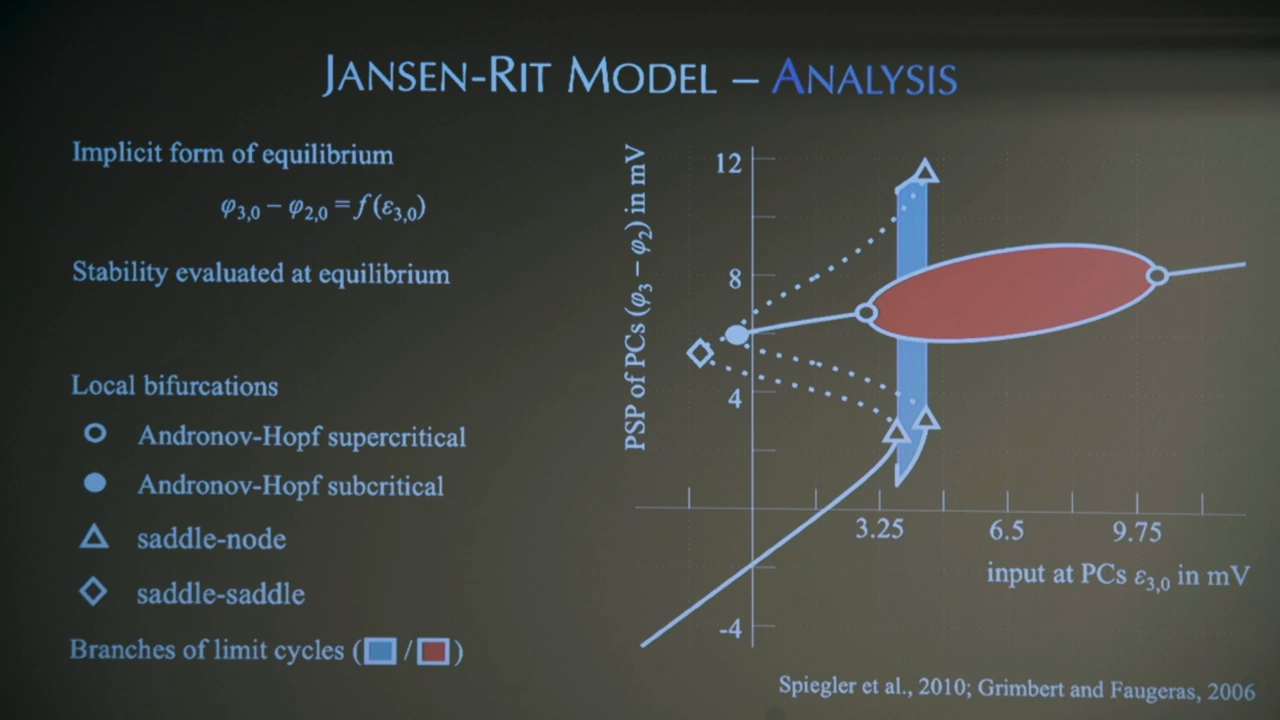 JANSEN-RIT MODEL – ANALYSIS
Implicit form of equilibrium
φ3,0 – φ2,0 = f(ε3,0)
Stability evaluated at equilibrium
Local bifurcations
Andronov-Hopf supercritical
Andronov-Hopf subcritical
saddle-node
saddle-saddle
Branches of limit cycles ( / )
PSP of PCs (φ3 – φ2) in mV
12
8
4
-4
3.25 6.5 9.75
input at PCs ε3,0 in mV
Spiegler et al., 2010; Grimbert and Faugeras, 2006